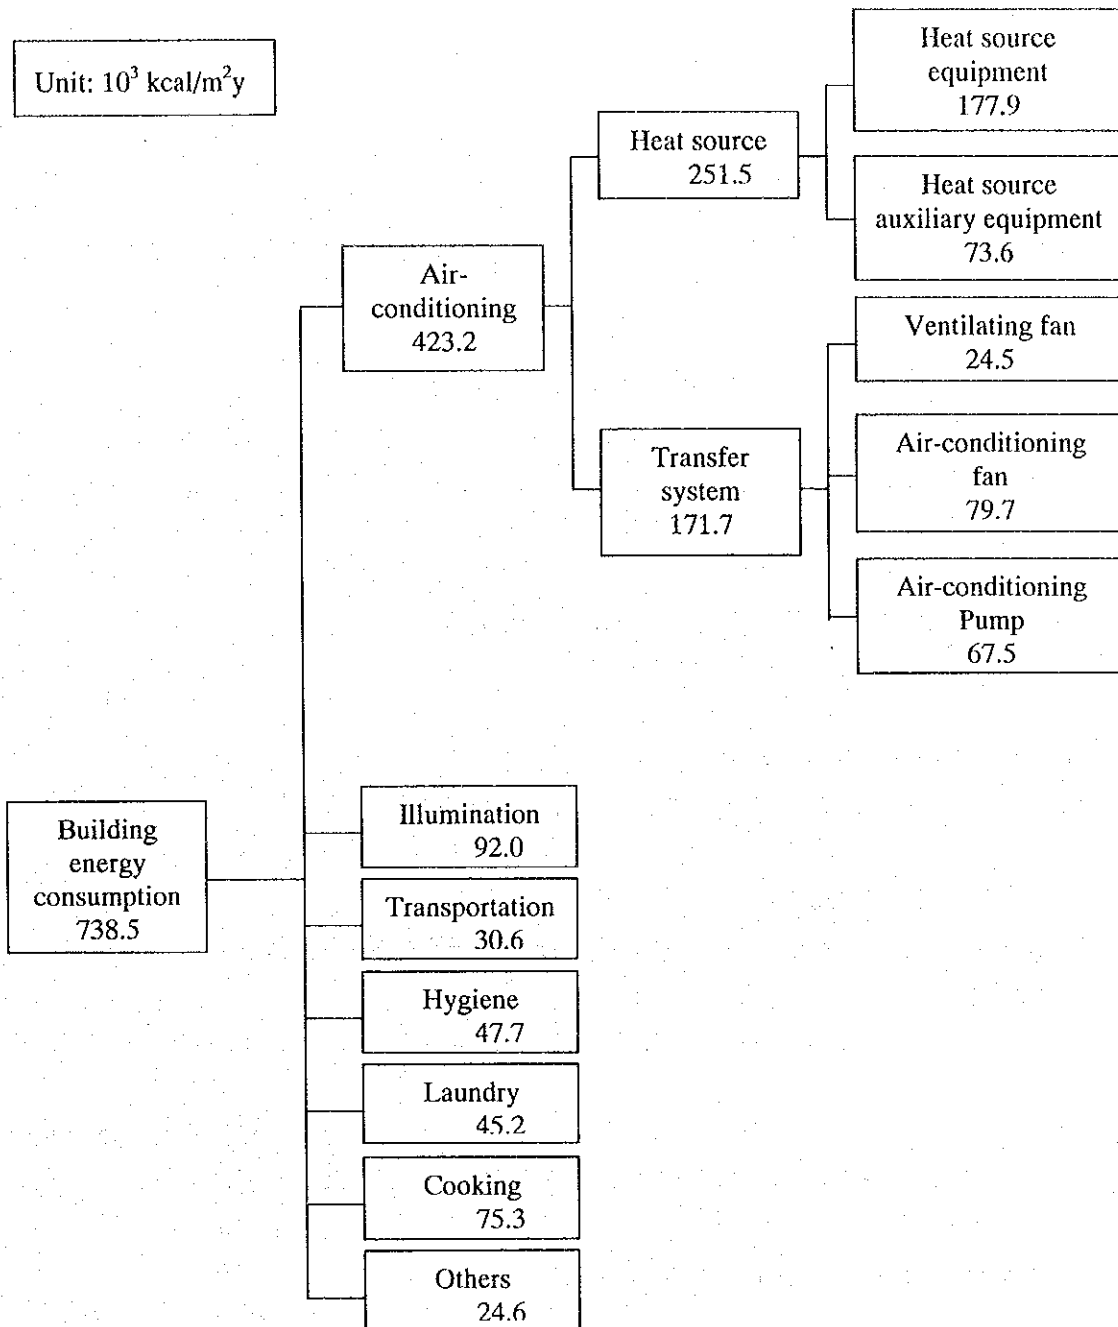 Unit: 10³ kcal/m²y
Heat source
equipment
177.9
Heat source
251.5
Heat source
auxiliary equipment
73.6
Air-
conditioning
423.2
Ventilating fan
24.5
Transfer
system
171.7
Air-conditioning
fan
79.7
Air-conditioning
Pump
67.5
Building
energy
consumption
738.5
Illumination
92.0
Transportation
30.6
Hygiene
47.7
Laundry
45.2
Cooking
75.3
Others
24.6